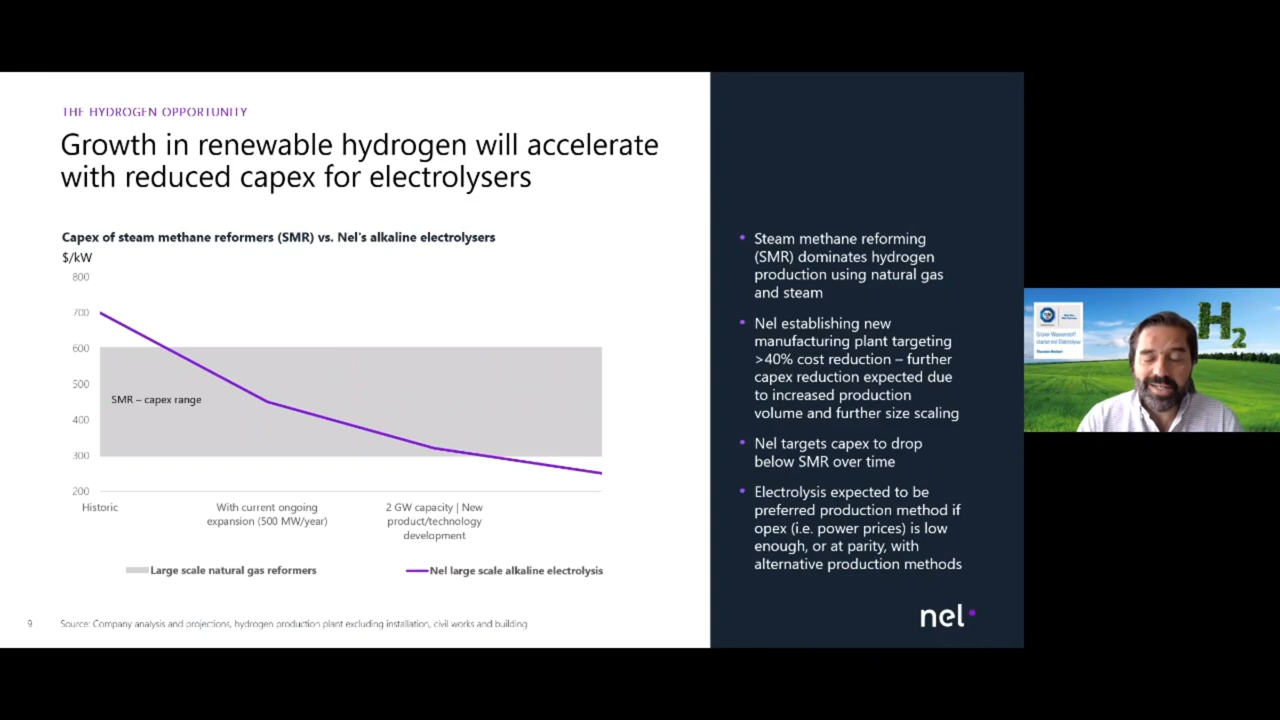 THE HYDROGEN OPPORTUNITY
Growth in renewable hydrogen will accelerate
with reduced capex for electrolysers
Capex of steam methane reformers (SMR) vs. Nel's alkaline electrolysers
$/kW
800
700
600
500
400
300
200
SMR – capex range
Historic
With current ongoing
expansion (500 MW/year)
2 GW capacity | New
product/technology
development
Large scale natural gas reformers
Nel large scale alkaline electrolysis
9
Source: Company analysis and projections, hydrogen production plant excluding installation, civil works and building
• Steam methane reforming
(SMR) dominates hydrogen
production using natural gas
and steam
• Nel establishing new
manufacturing plant targeting
>40% cost reduction – further
capex reduction expected due
to increased production
volume and further size scaling
• Nel targets capex to drop
below SMR over time
• Electrolysis expected to be
preferred production method if
opex (i.e. power prices) is low
enough, or at parity, with
alternative production methods
nel
H2